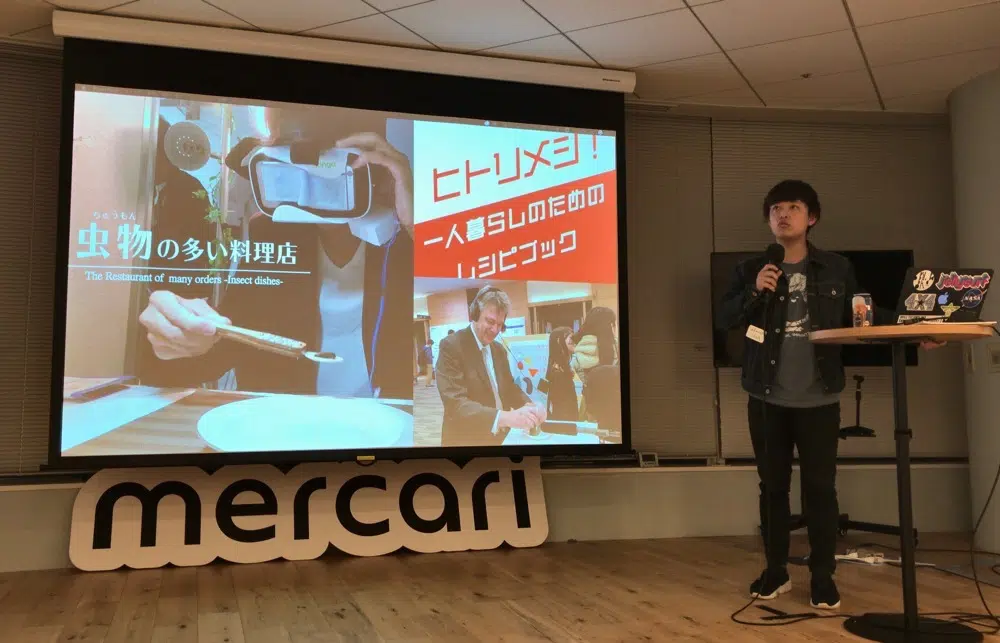 ちゅうもん
虫物の多い料理店
The Restaurant of many orders -Insect dishes-
ヒトリメシ！
一人暮らしのための
レシピブック
mercari